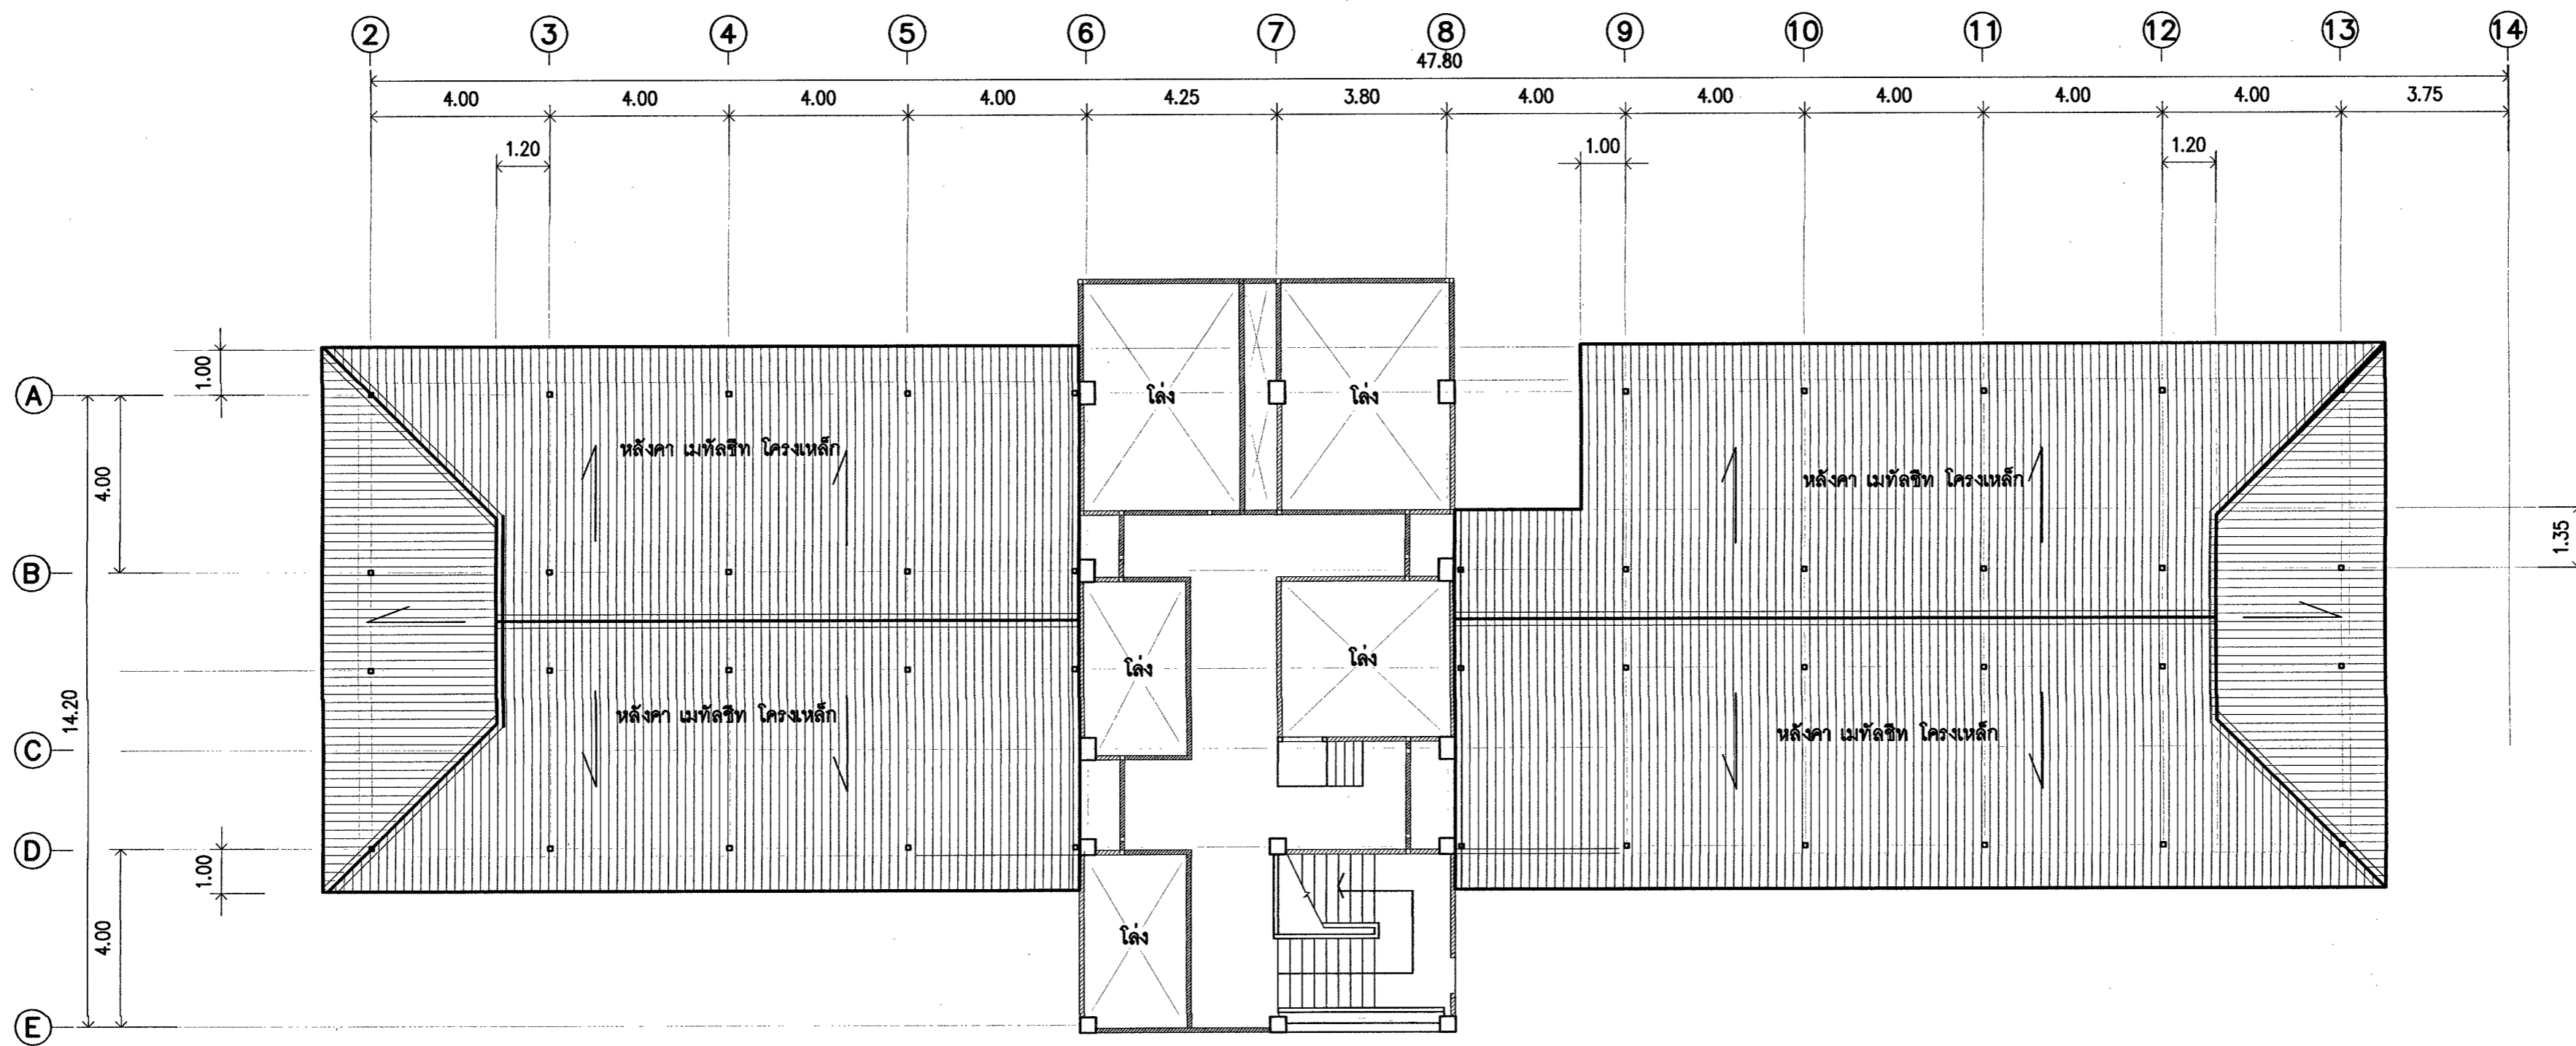 2 3 4 5 6 7 8 9 10 11 12 13 14
47.80
4.00 4.00 4.00 4.00 4.25 3.80 4.00 4.00 4.00 4.00 4.00 3.75
1.20 1.00 1.20
1.00
A
โล่ง โล่ง
4.00
หลังคา เมทัลชีท โครงเหล็ก
หลังคา เมทัลชีท โครงเหล็ก
1.35
B
โล่ง โล่ง
14.20
หลังคา เมทัลชีท โครงเหล็ก
หลังคา เมทัลชีท โครงเหล็ก
C
D
1.00
4.00
โล่ง
E